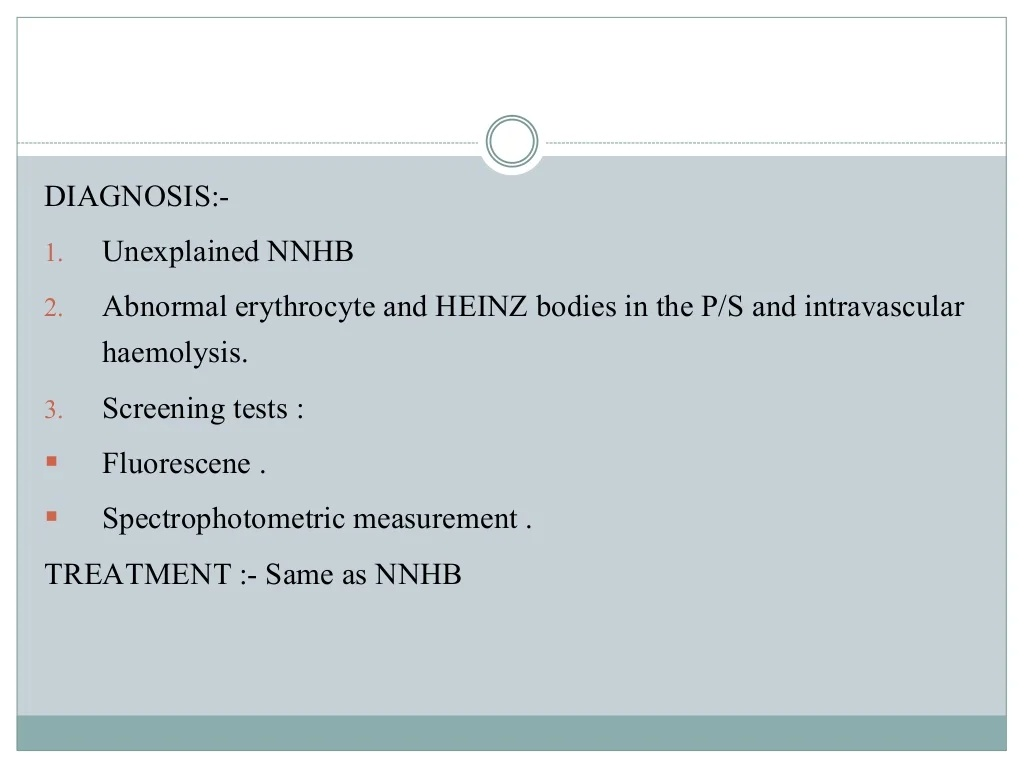 DIAGNOSIS:-
1. Unexplained NNHB
2. Abnormal erythrocyte and HEINZ bodies in the P/S and intravascular
haemolysis.
3. Screening tests :
▪ Fluorescene .
▪ Spectrophotometric measurement .
TREATMENT :- Same as NNHB